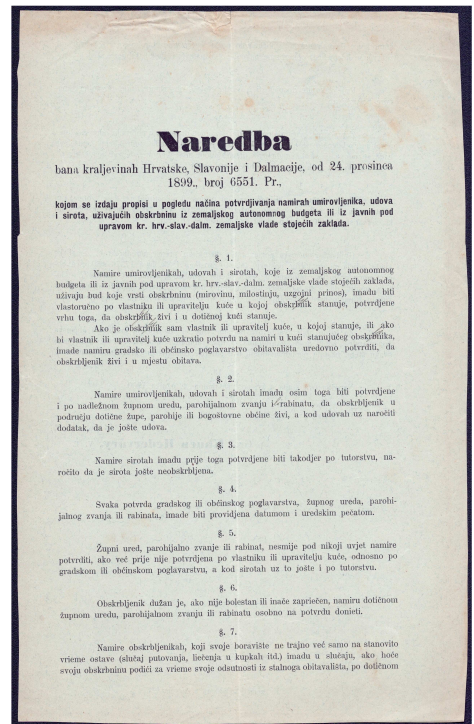 Naredba
bana kraljevinah Hrvatske, Slavonije i Dalmacije, od 24. prosinca
1899., broj 6551. Pr.,
kojom se izdaju propisi u pogledu načina potvrdjivanja namirah umirovljenika, udova
i sirota, uživajućih obskrbninu iz zemaljskog autonomnog budgeta ili iz javnih pod
upravom kr. hrv.-slav.-dalm. zemaljske vlade stojećih zaklada.
§. 1.
Namire umirovljenikah, udovah i sirotah, koje iz zemaljskog autonomnog
budgeta ili iz javnih pod upravom kr. hrv.-slav.-dalm. zemaljske vlade stojećih zaklada,
uživaju bud koje vrsti obskrbninu (mirovinu, milostinju, uzgojni prinos), imadu biti
vlastoručno po vlastniku ili upravitelju kuće u kojoj obskrbnik stanuje, potvrdjene
vrhu toga, da obskrbnik živi i u dotičnoj kući stanuje.
Ako je obskrbnik sam vlastnik ili upravitelj kuće, u kojoj stanuje, ili ako
bi vlastnik ili upravitelj kuće uzkratio potvrdu na namiri u kući stanujućeg obskrbnika,
imade namiru gradsko ili občinsko poglavarstvo obitavališta uredovno potvrditi, da
obskrbljenik živi i u mjestu obitava.
§. 2.
Namire umirovljenikah, udovah i sirotah imadu osim toga biti potvrdjene
i po nadležnom župnom uredu, parohijalnom zvanju i rabinatu, da obskrbljenik u
području dotične župe, parohije ili bogoštovne občine živi, a kod udovah uz naročiti
dodatak, da je jošte udova.
§. 3.
Namire sirotah imadu prije toga potvrdjene biti takodjer po tutorstvu, na-
ročito da je sirota jošte neobskrbljena.
§. 4.
Svaka potvrda gradskog ili občinskog poglavarstva, župnog ureda, parohi-
jalnog zvanja ili rabinata, imade biti providjena datumom i uredskim pečatom.
§. 5.
Župni ured, parohijalno zvanje ili rabinat, nesmije pod nikoji uvjet namire
potvrditi, ako već prije nije potvrdjena po vlastniku ili upravitelju kuće, odnosno po
gradskom ili občinskom poglavarstvu, a kod sirotah uz to jošte i po tutorstvu.
§. 6.
Obskrbljenik dužan je, ako nije bolestan ili inače zapriečen, namiru dotičnom
župnom uredu, parohijalnom zvanju ili rabinatu osobno na potvrdu donieti.
§. 7.
Namire obskrbljenikah, koji svoje boravište ne trajno već samo na stanovito
vrieme ostave (slučaj putovanja, liečenja u kupkah itd.) imadu u slučaju, ako hoće
svoju obskrbninu podići za vrieme svoje odsutnosti iz stalnoga obitavališta, po dotičnom